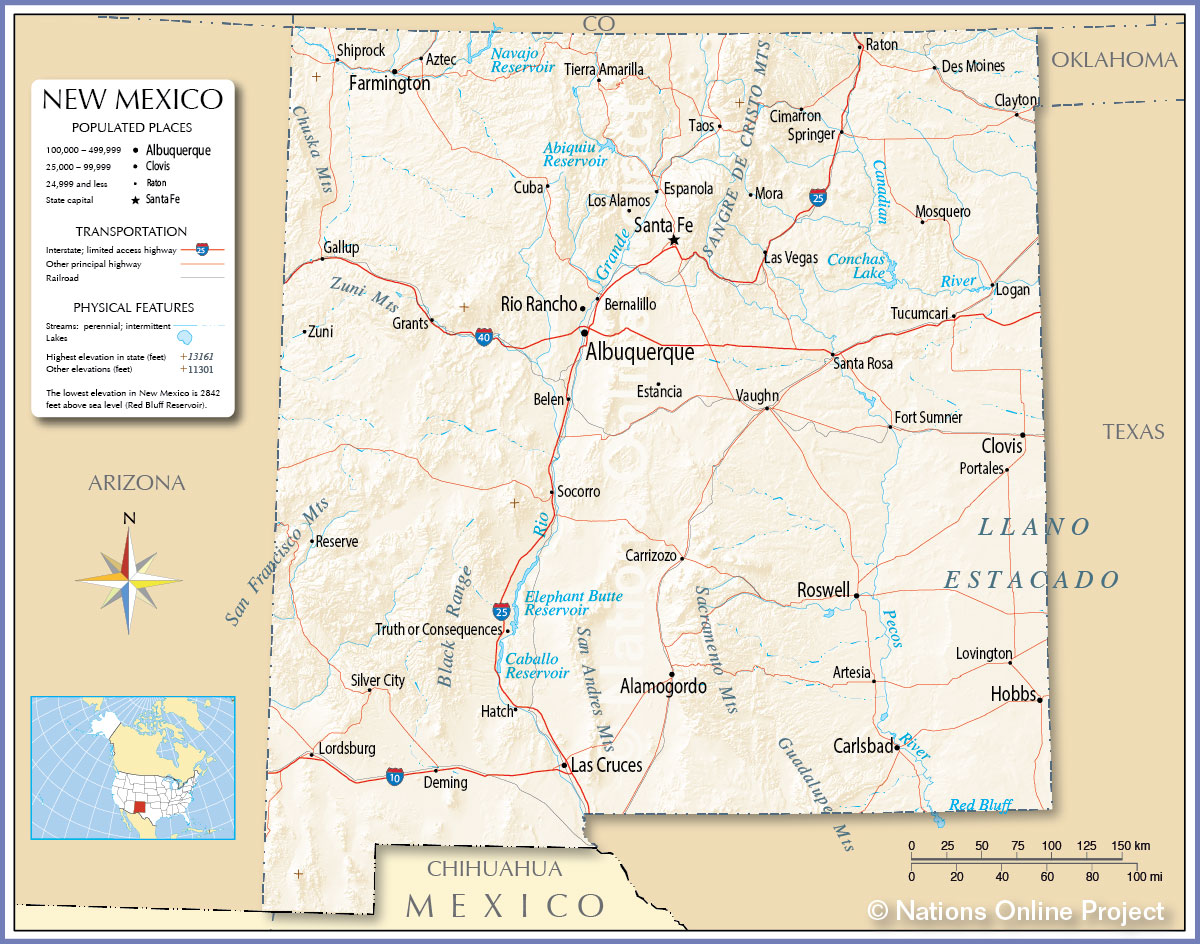 CO
OKLAHOMA
Shiprock
Aztec
Navajo
Reservoir
Farmington
Tierra Amarilla
Raton
Des Moines
Clayton
NEW MEXICO
POPULATED PLACES
100,000 – 499,999 Albuquerque
25,000 – 99,999 Clovis
24,999 and less Raton
State capital Santa Fe
TRANSPORTATION
Interstate; limited access highway 25
Other principal highway
Railroad
PHYSICAL FEATURES
Streams: perennial; intermittent
Lakes
Highest elevation in state (feet) +13161
Other elevations (feet) +11301
The lowest elevation in New Mexico is 2842
feet above sea level (Red Bluff Reservoir).
Chuska Mts
SANGRE DE CRISTO MTS
Taos
Cimarron
Springer
Abiquiu
Reservoir
Cuba
Los Alamos
Espanola
Mora
25
Canadian
Mosquero
Santa Fe
Gallup
Grande
Las Vegas
Conchas
Lake
River
Logan
Zuni Mts
Rio Rancho
Bernalillo
Tucumcari
Zuni
Grants
40
Albuquerque
Santa Rosa
Estancia
Vaughn
Belen
Fort Sumner
Clovis
TEXAS
Portales
ARIZONA
N
Socorro
Rio
LLANO
ESTACADO
San Francisco Mts
Reserve
Carrizozo
Roswell
Elephant Butte
Reservoir
25
Truth or Consequences
Black Range
San Andres Mts
Sacramento Mts
Pecos
Caballo
Reservoir
Lovington
Artesia
Silver City
Alamogordo
Hobbs
Hatch
Lordsburg
Las Cruces
Carlsbad
River
10
Deming
Guadalupe Mts
Red Bluff
CHIHUAHUA
MEXICO
0 25 50 75 100 125 150 km
0 20 40 60 80 100 mi
© Nations Online Project